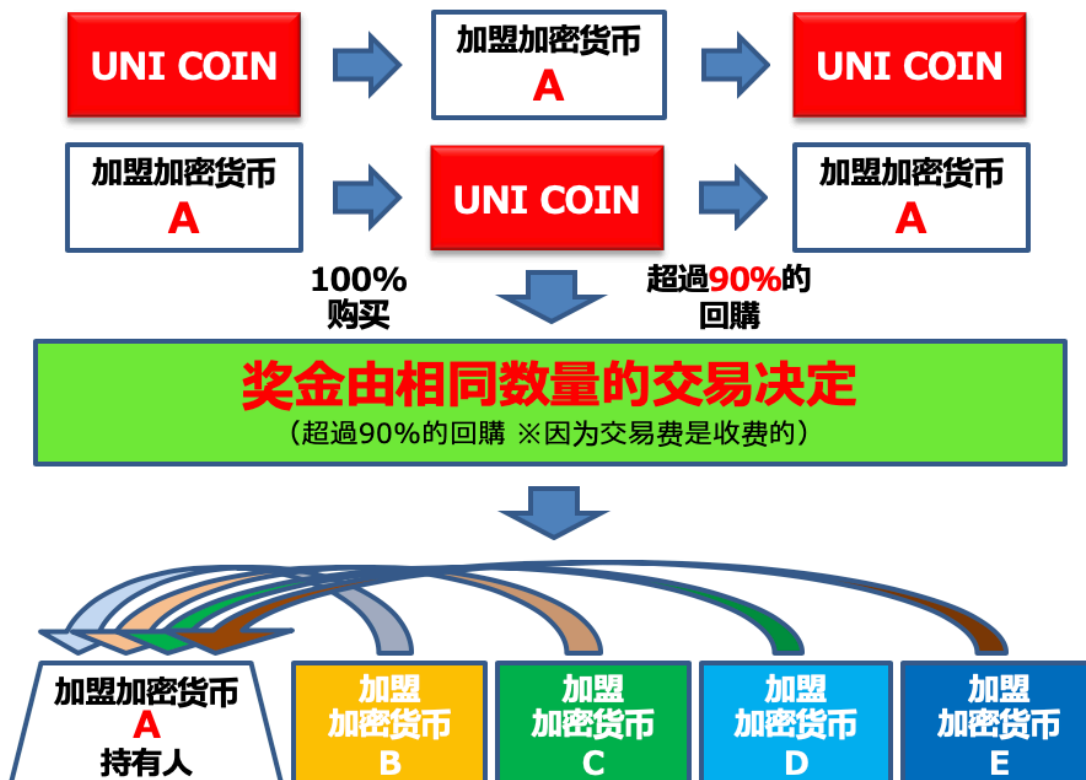 UNI COIN
加盟加密货币
A
UNI COIN
加盟加密货币
A
UNI COIN
加盟加密货币
A
100%
购买
超過90%的
回購
奖金由相同数量的交易决定
（超過90%的回購 ※因为交易费是收费的）
加盟加密货币
A
持有人
加盟
加密货币
B
加盟
加密货币
C
加盟
加密货币
D
加盟
加密货币
E